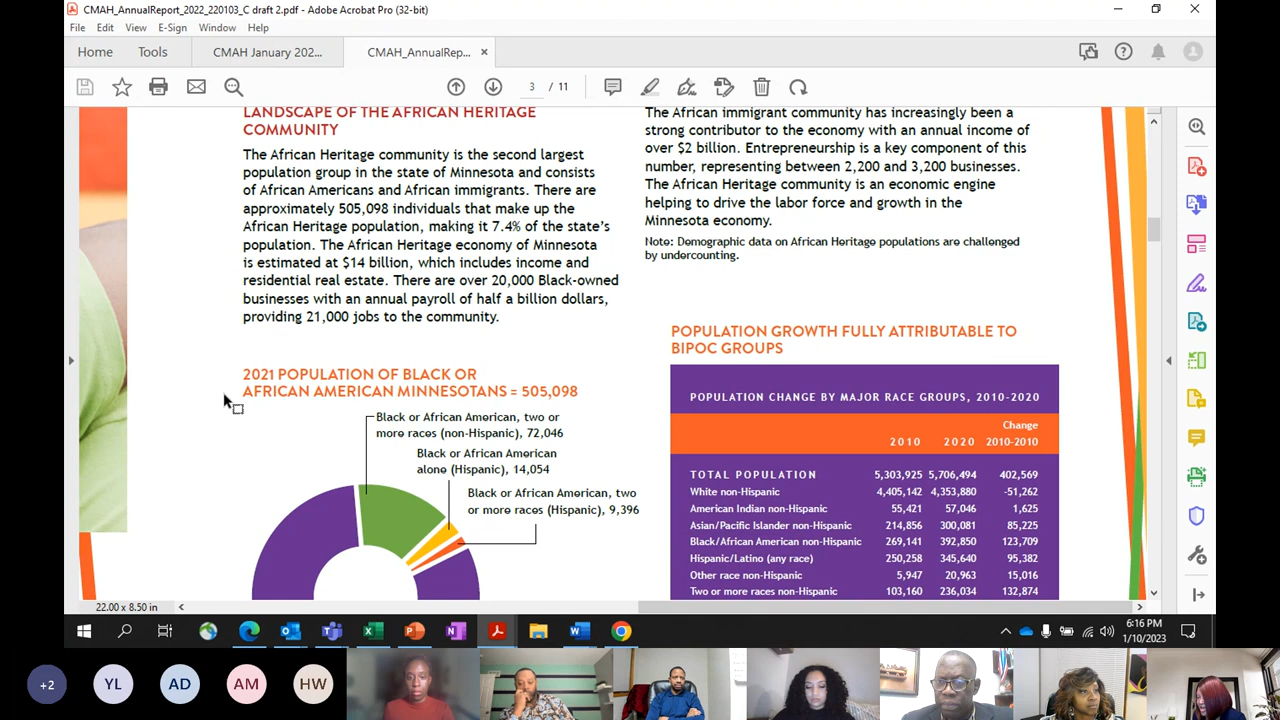 CMAH_AnnualReport_2022_220103_C draft 2.pdf - Adobe Acrobat Pro (32-bit)
File Edit View E-Sign Window Help
Home Tools CMAH January 202... CMAH_AnnualRep... ×
3 / 11
LANDSCAPE OF THE AFRICAN HERITAGE
COMMUNITY
The African Heritage community is the second largest
population group in the state of Minnesota and consists
of African Americans and African immigrants. There are
approximately 505,098 individuals that make up the
African Heritage population, making it 7.4% of the state’s
population. The African Heritage economy of Minnesota
is estimated at $14 billion, which includes income and
residential real estate. There are over 20,000 Black-owned
businesses with an annual payroll of half a billion dollars,
providing 21,000 jobs to the community.
2021 POPULATION OF BLACK OR
AFRICAN AMERICAN MINNESOTANS = 505,098
Black or African American, two or
more races (non-Hispanic), 72,046
Black or African American
alone (Hispanic), 14,054
Black or African American, two
or more races (Hispanic), 9,396
The African immigrant community has increasingly been a
strong contributor to the economy with an annual income of
over $2 billion. Entrepreneurship is a key component of this
number, representing between 2,200 and 3,200 businesses.
The African Heritage community is an economic engine
helping to drive the labor force and growth in the
Minnesota economy.
Note: Demographic data on African Heritage populations are challenged
by undercounting.
POPULATION GROWTH FULLY ATTRIBUTABLE TO
BIPOC GROUPS
POPULATION CHANGE BY MAJOR RACE GROUPS, 2010-2020
Change
2010 2020 2010-2010
TOTAL POPULATION 5,303,925 5,706,494 402,569
White non-Hispanic 4,405,142 4,353,880 -51,262
American Indian non-Hispanic 55,421 57,046 1,625
Asian/Pacific Islander non-Hispanic 214,856 300,081 85,225
Black/African American non-Hispanic 269,141 392,850 123,709
Hispanic/Latino (any race) 250,258 345,640 95,382
Other race non-Hispanic 5,947 20,963 15,016
Two or more races non-Hispanic 103,160 236,034 132,874
22.00 x 8.50 in
6:16 PM
1/10/2023
+2 YL AD AM HW